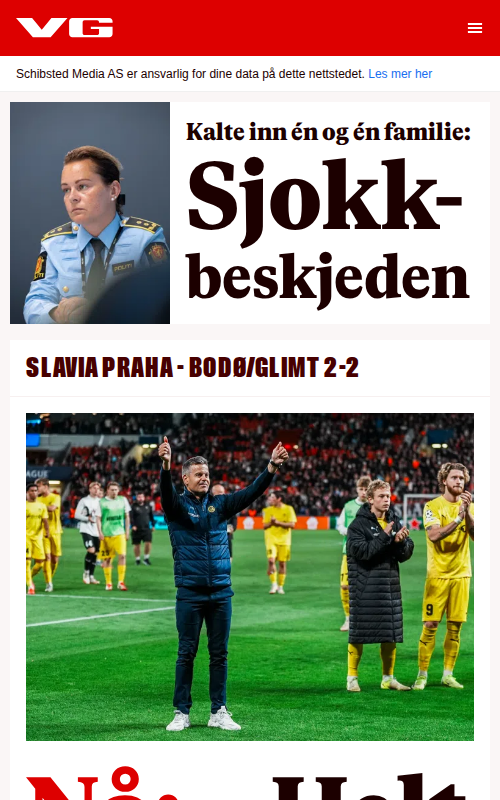 VG
Schibsted Media AS er ansvarlig for dine data på dette nettstedet. Les mer her
Kalte inn én og én familie:
Sjokk-
beskjeden
SLAVIA PRAHA - BODØ/GLIMT 2-2
POLITI
9